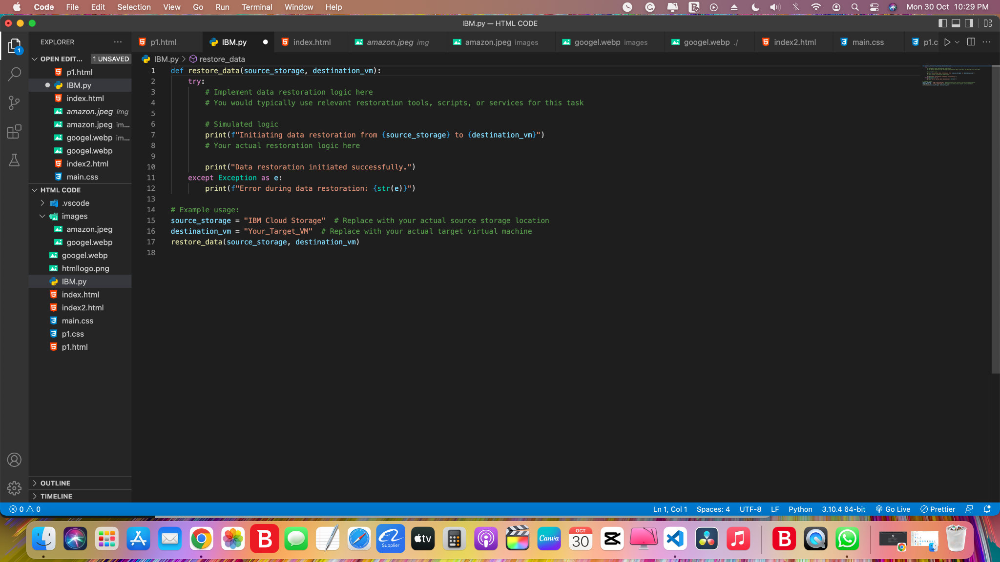 Code File Edit Selection View Go Run Terminal Window Help Mon 30 Oct 10:29 PM
IBM.py — HTML CODE
EXPLORER
p1.html IBM.py index.html amazon.jpeg img amazon.jpeg images googel.webp images googel.webp ./ index2.html main.css p1.c
OPEN EDIT... 1 UNSAVED
p1.html
IBM.py
index.html
amazon.jpeg img
amazon.jpeg im...
googel.webp im...
googel.webp
index2.html
main.css
HTML CODE
.vscode
images
amazon.jpeg
googel.webp
googel.webp
htmllogo.png
IBM.py
index.html
index2.html
main.css
p1.css
p1.html
OUTLINE
TIMELINE
IBM.py > restore_data
1 def restore_data(source_storage, destination_vm):
2 try:
3 # Implement data restoration logic here
4 # You would typically use relevant restoration tools, scripts, or services for this task
5
6 # Simulated logic
7 print(f"Initiating data restoration from {source_storage} to {destination_vm}")
8 # Your actual restoration logic here
9
10 print("Data restoration initiated successfully.")
11 except Exception as e:
12 print(f"Error during data restoration: {str(e)}")
13
14 # Example usage:
15 source_storage = "IBM Cloud Storage" # Replace with your actual source storage location
16 destination_vm = "Your_Target_VM" # Replace with your actual target virtual machine
17 restore_data(source_storage, destination_vm)
18
0 0 Ln 1, Col 1 Spaces: 4 UTF-8 LF Python 3.10.4 64-bit Go Live Prettier
B Supplier tv Canva OCT 30 B